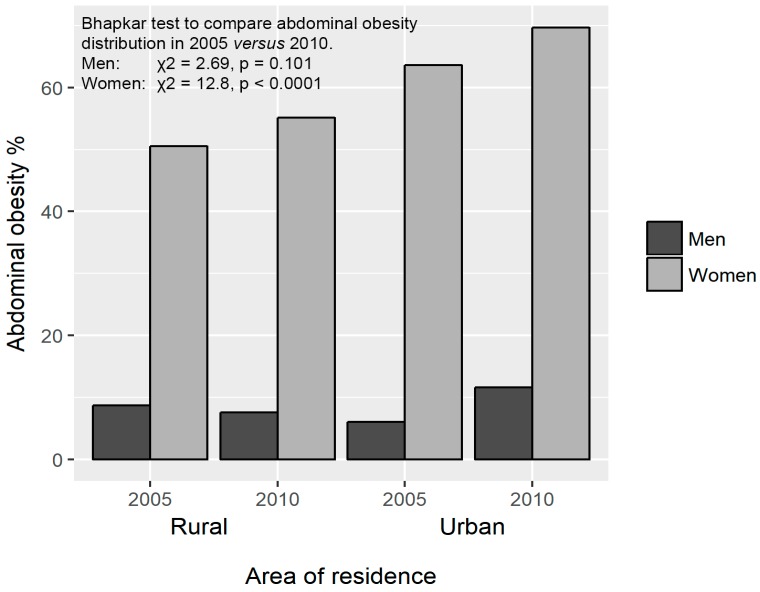 Bhapkar test to compare abdominal obesity
distribution in 2005 versus 2010.
Men: χ2 = 2.69, p = 0.101
Women: χ2 = 12.8, p < 0.0001
Abdominal obesity %
60
40
20
0
2005 2010 2005 2010
Rural Urban
Area of residence
Men
Women